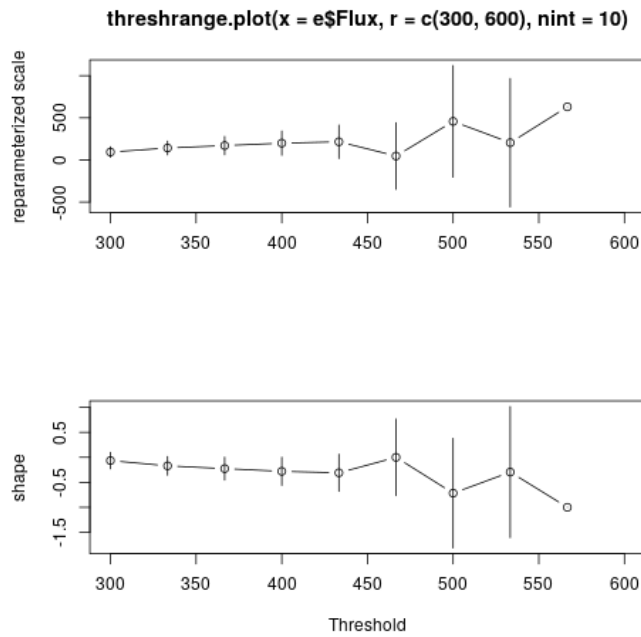 threshrange.plot(x = e$Flux, r = c(300, 600), nint = 10)
reparameterized scale
500
0
-500
300 350 400 450 500 550 600
shape
0.5
-0.5
-1.5
300 350 400 450 500 550 600
Threshold